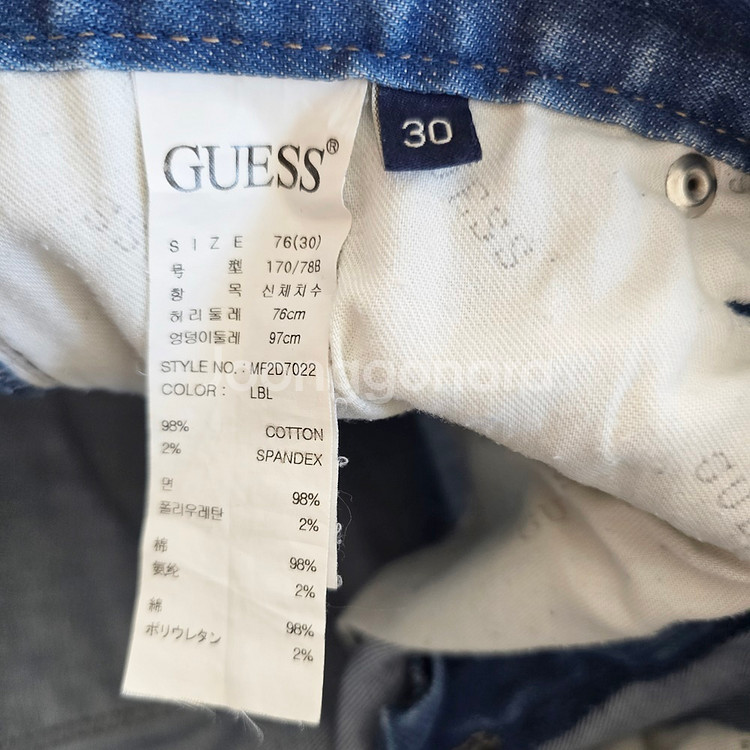 GUESS®
30
SIZE 76(30)
号 型 170/78B
항 목 신체치수
허리둘레 76cm
엉덩이둘레 97cm
STYLE NO. : MF2D7022
COLOR : LBL
98% COTTON
2% SPANDEX
면 98%
폴리우레탄 2%
棉 98%
氨纶 2%
綿 98%
ポリウレタン 2%